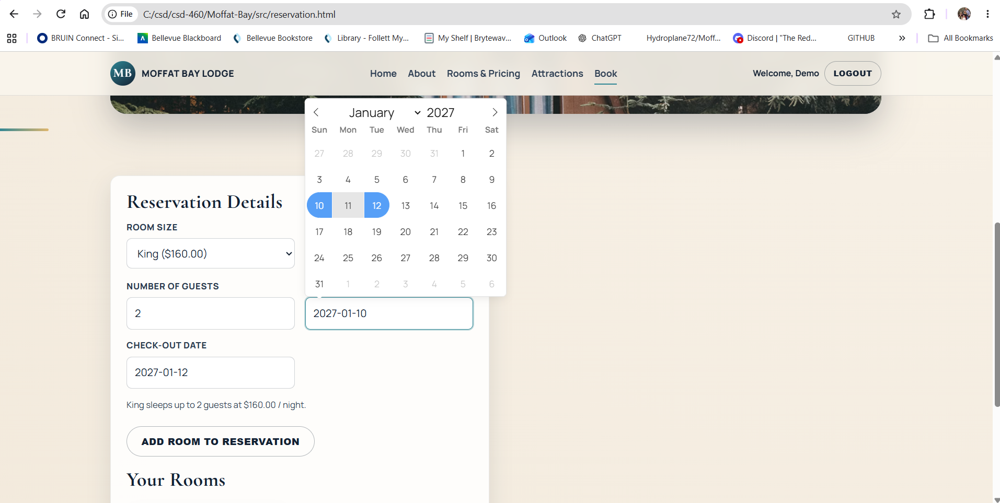 File C:/csd/csd-460/Moffat-Bay/src/reservation.html
BRUIN Connect - Si... Bellevue Blackboard Bellevue Bookstore Library - Follett My... My Shelf | Brytewav... Outlook ChatGPT Hydroplane72/Moff... Discord | "The Red... GITHUB » All Bookmarks
MB MOFFAT BAY LODGE Home About Rooms & Pricing Attractions Book Welcome, Demo LOGOUT
January 2027
Sun Mon Tue Wed Thu Fri Sat
27 28 29 30 31 1 2
3 4 5 6 7 8 9
10 11 12 13 14 15 16
17 18 19 20 21 22 23
24 25 26 27 28 29 30
31 1 2 3 4 5 6
Reservation Details
ROOM SIZE
King ($160.00)
NUMBER OF GUESTS
2
2027-01-10
CHECK-OUT DATE
2027-01-12
King sleeps up to 2 guests at $160.00 / night.
ADD ROOM TO RESERVATION
Your Rooms